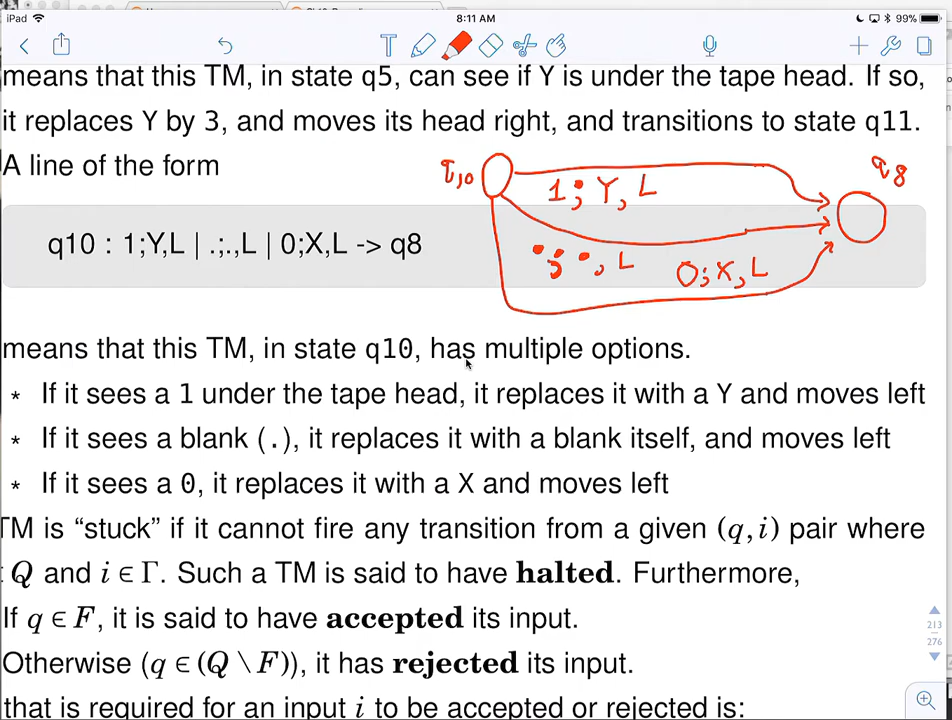 iPad 8:11 AM 99%
means that this TM, in state q5, can see if Y is under the tape head. If so,
it replaces Y by 3, and moves its head right, and transitions to state q11.
A line of the form
q10
q8
1; Y, L
q10 : 1;Y,L | .;.,L | 0;X,L -> q8
.; ., L
0; X, L
means that this TM, in state q10, has multiple options.
* If it sees a 1 under the tape head, it replaces it with a Y and moves left
* If it sees a blank (.), it replaces it with a blank itself, and moves left
* If it sees a 0, it replaces it with a X and moves left
TM is “stuck” if it cannot fire any transition from a given (q, i) pair where
Q and i ∈ Γ. Such a TM is said to have halted. Furthermore,
If q ∈ F, it is said to have accepted its input.
Otherwise (q ∈ (Q \ F)), it has rejected its input.
that is required for an input i to be accepted or rejected is:
213
276